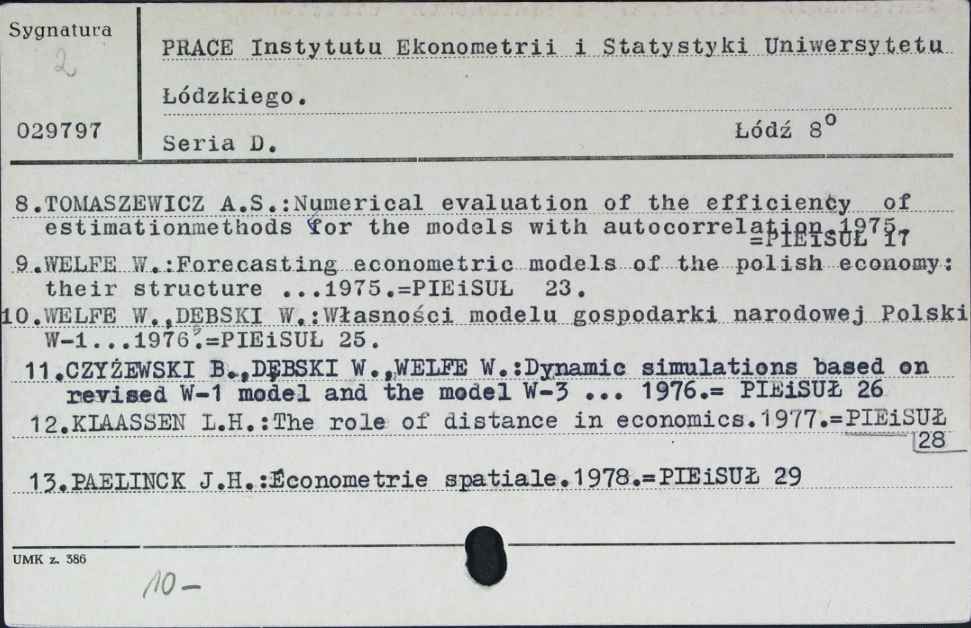 Sygnatura
2
029797
PRACE Instytutu Ekonometrii i Statystyki Uniwersytetu
Łódzkiego.
Seria D.
Łódź 8o
8.TOMASZEWICZ A.S.:Numerical evaluation of the efficiency of
estimationmethods for the models with autocorrelation.1975.
=PIEiSUŁ 17
9.WELFE W.:Forecasting econometric models of the polish economy:
their structure ...1975.=PIEiSUŁ 23.
10.WELFE W.,DĘBSKI W.:Własności modelu gospodarki narodowej Polski
W-1...1976?.=PIEiSUŁ 25.
11.CZYŻEWSKI B.,DĘBSKI W.,WELFE W.:Dynamic simulations based on
revised W-1 model and the model W-3 ... 1976.= PIEiSUŁ 26
12.KLAASSEN L.H.:The role of distance in economics.1977.=PIEiSUŁ
28
13.PAELINCK J.H.:Économetrie spatiale.1978.=PIEiSUŁ 29
UMK z. 386
10-